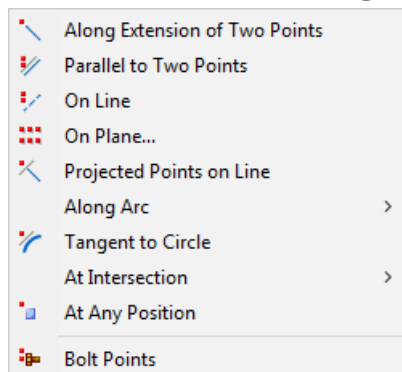 Along Extension of Two Points
Parallel to Two Points
On Line
On Plane...
Projected Points on Line
Along Arc
Tangent to Circle
At Intersection
At Any Position
Bolt Points